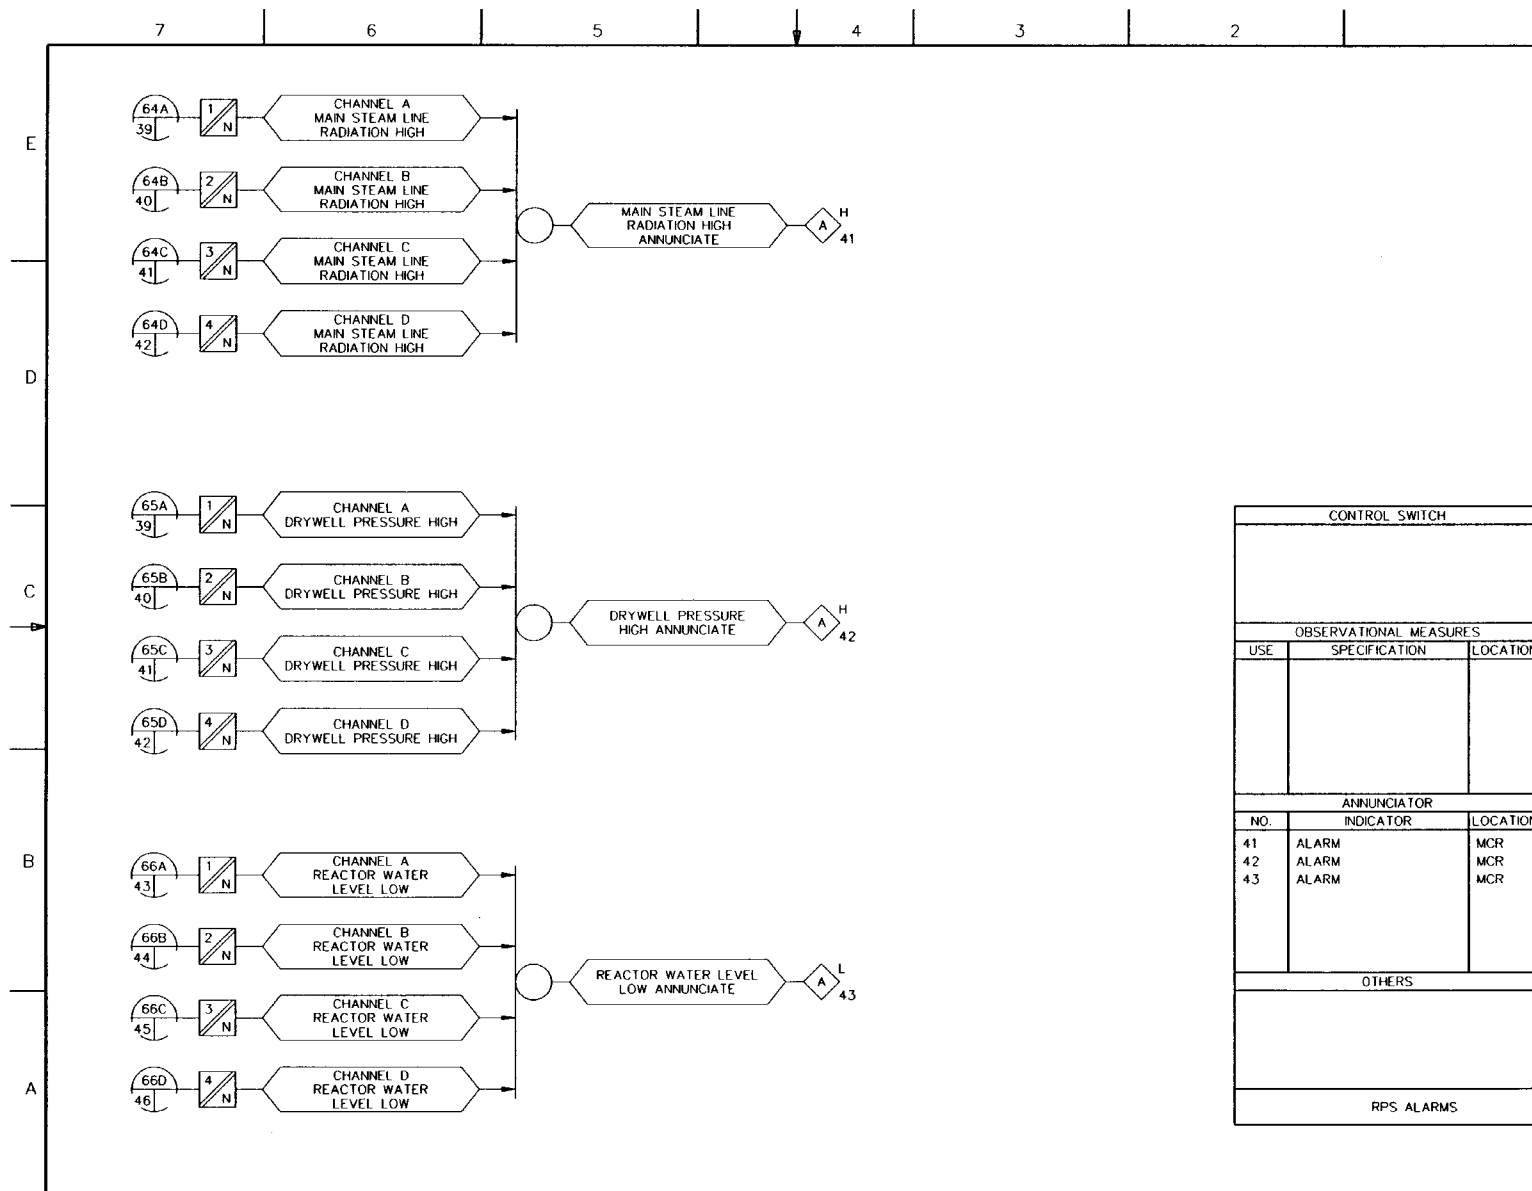 7 6 5 4 3 2
E
64A 39 1 N
CHANNEL A
MAIN STEAM LINE
RADIATION HIGH
64B 40 2 N
CHANNEL B
MAIN STEAM LINE
RADIATION HIGH
64C 41 3 N
CHANNEL C
MAIN STEAM LINE
RADIATION HIGH
64D 42 4 N
CHANNEL D
MAIN STEAM LINE
RADIATION HIGH
MAIN STEAM LINE
RADIATION HIGH
ANNUNCIATE
A H 41
D
65A 39 1 N
CHANNEL A
DRYWELL PRESSURE HIGH
C
65B 40 2 N
CHANNEL B
DRYWELL PRESSURE HIGH
65C 41 3 N
CHANNEL C
DRYWELL PRESSURE HIGH
65D 42 4 N
CHANNEL D
DRYWELL PRESSURE HIGH
DRYWELL PRESSURE
HIGH ANNUNCIATE
A H 42
B
66A 43 1 N
CHANNEL A
REACTOR WATER
LEVEL LOW
66B 44 2 N
CHANNEL B
REACTOR WATER
LEVEL LOW
66C 45 3 N
CHANNEL C
REACTOR WATER
LEVEL LOW
A
66D 46 4 N
CHANNEL D
REACTOR WATER
LEVEL LOW
REACTOR WATER LEVEL
LOW ANNUNCIATE
A L 43
CONTROL SWITCH
OBSERVATIONAL MEASURES
USE SPECIFICATION LOCATION
ANNUNCIATOR
NO. INDICATOR LOCATION
41 ALARM MCR
42 ALARM MCR
43 ALARM MCR
OTHERS
RPS ALARMS